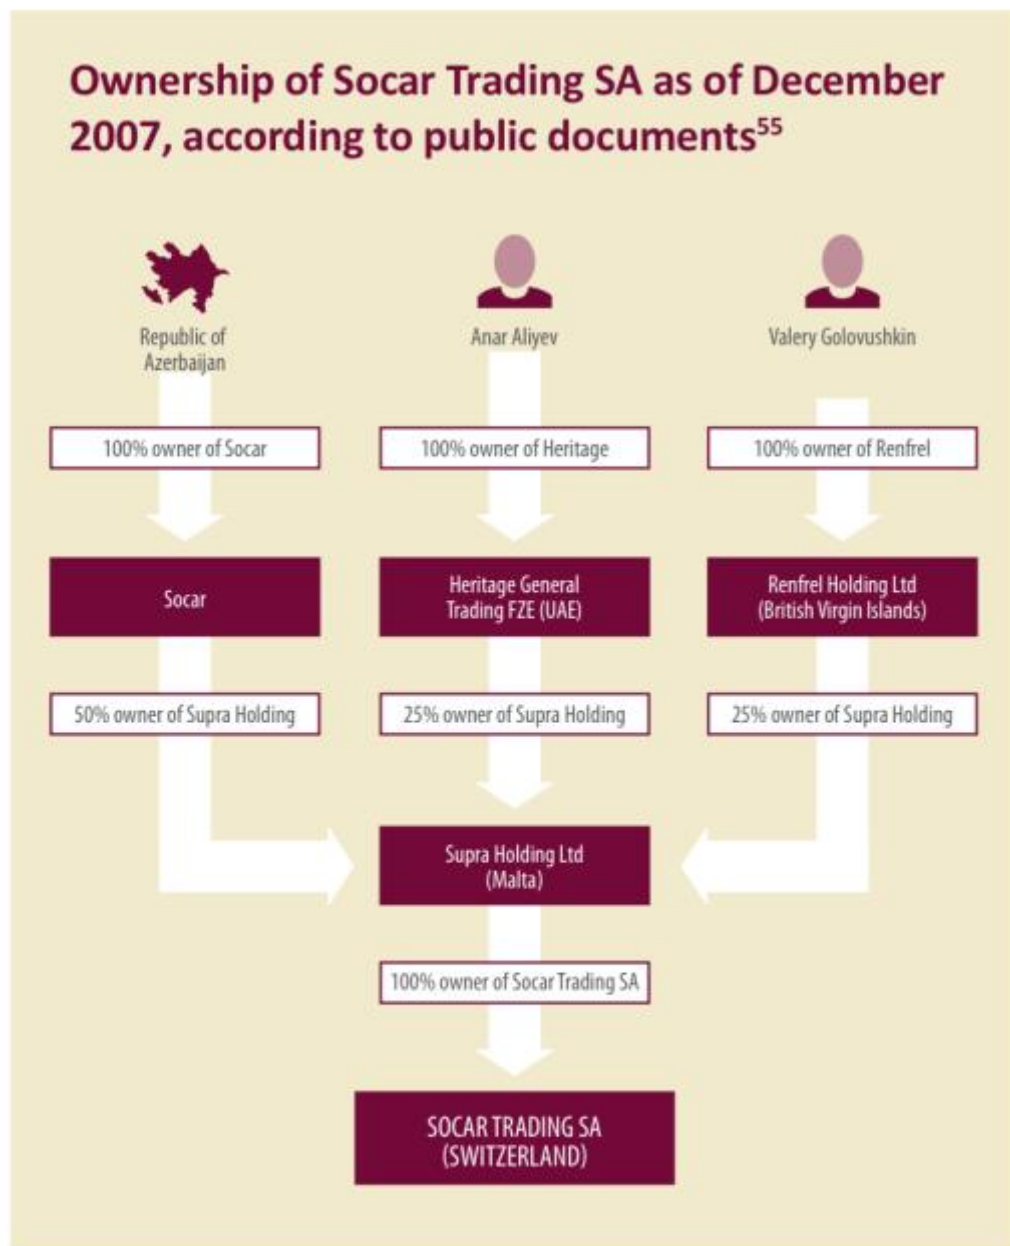 Ownership of Socar Trading SA as of December
2007, according to public documents55
Republic of
Azerbaijan
Anar Aliyev
Valery Golovushkin
100% owner of Socar
100% owner of Heritage
100% owner of Renfrel
Socar
Heritage General
Trading FZE (UAE)
Renfrel Holding Ltd
(British Virgin Islands)
50% owner of Supra Holding
25% owner of Supra Holding
25% owner of Supra Holding
Supra Holding Ltd
(Malta)
100% owner of Socar Trading SA
SOCAR TRADING SA
(SWITZERLAND)